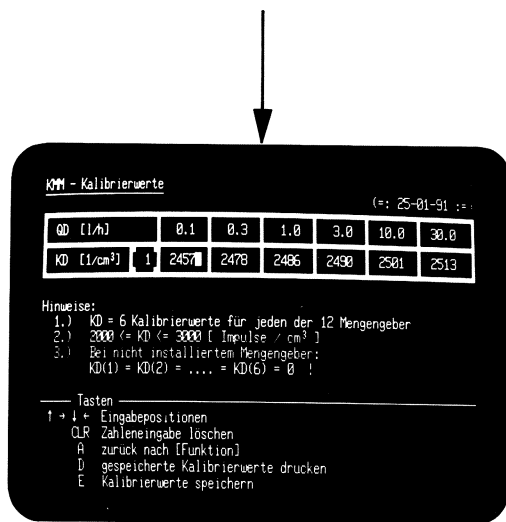 KMM - Kalibrierwerte
(=: 25-01-91 :=
QD [l/h] 0.1 0.3 1.0 3.0 10.0 30.0
KD [1/cm³] 1 2457 2478 2486 2490 2501 2513
Hinweise:
1.) KD = 6 Kalibrierwerte für jeden der 12 Mengengeber
2.) 2000 <= KD <= 3000 [ Impulse / cm³ ]
3.) Bei nicht installiertem Mengengeber:
KD(1) = KD(2) = .... = KD(6) = 0 !
Tasten
↑ → ↓ ← Eingabepositionen
CLR Zahleneingabe löschen
A zurück nach [Funktion]
D gespeicherte Kalibrierwerte drucken
E Kalibrierwerte speichern